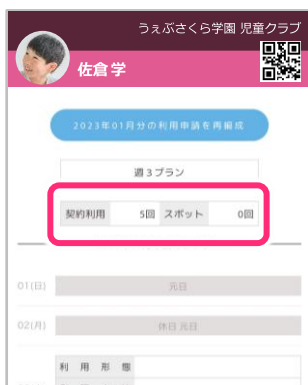 うぇぶさくら学園 児童クラブ
佐倉 学
2023年01月分の利用申請を再編成
週3プラン
契約利用 5回 スポット 0回
01(日) 元日
02(月) 休日 元日
利用形態